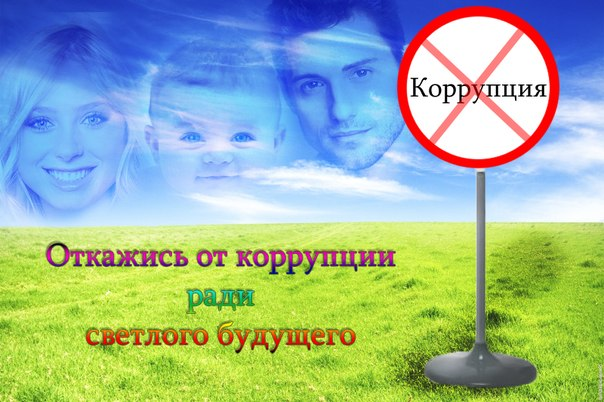 Коррупция
Откажись от коррупции
ради
светлого будущего